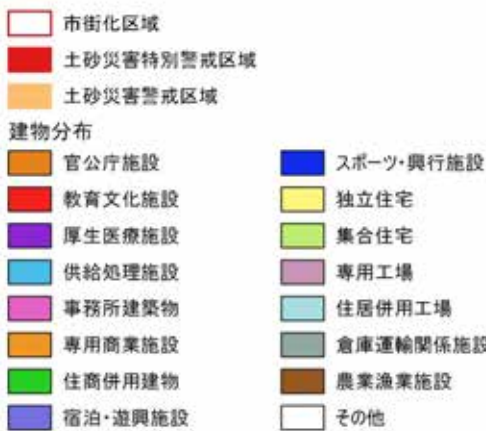 市街化区域
土砂災害特別警戒区域
土砂災害警戒区域
建物分布
官公庁施設
教育文化施設
厚生医療施設
供給処理施設
事務所建築物
専用商業施設
住商併用建物
宿泊・遊興施設
スポーツ・興行施設
独立住宅
集合住宅
専用工場
住居併用工場
倉庫運輸関係施設
農業漁業施設
その他